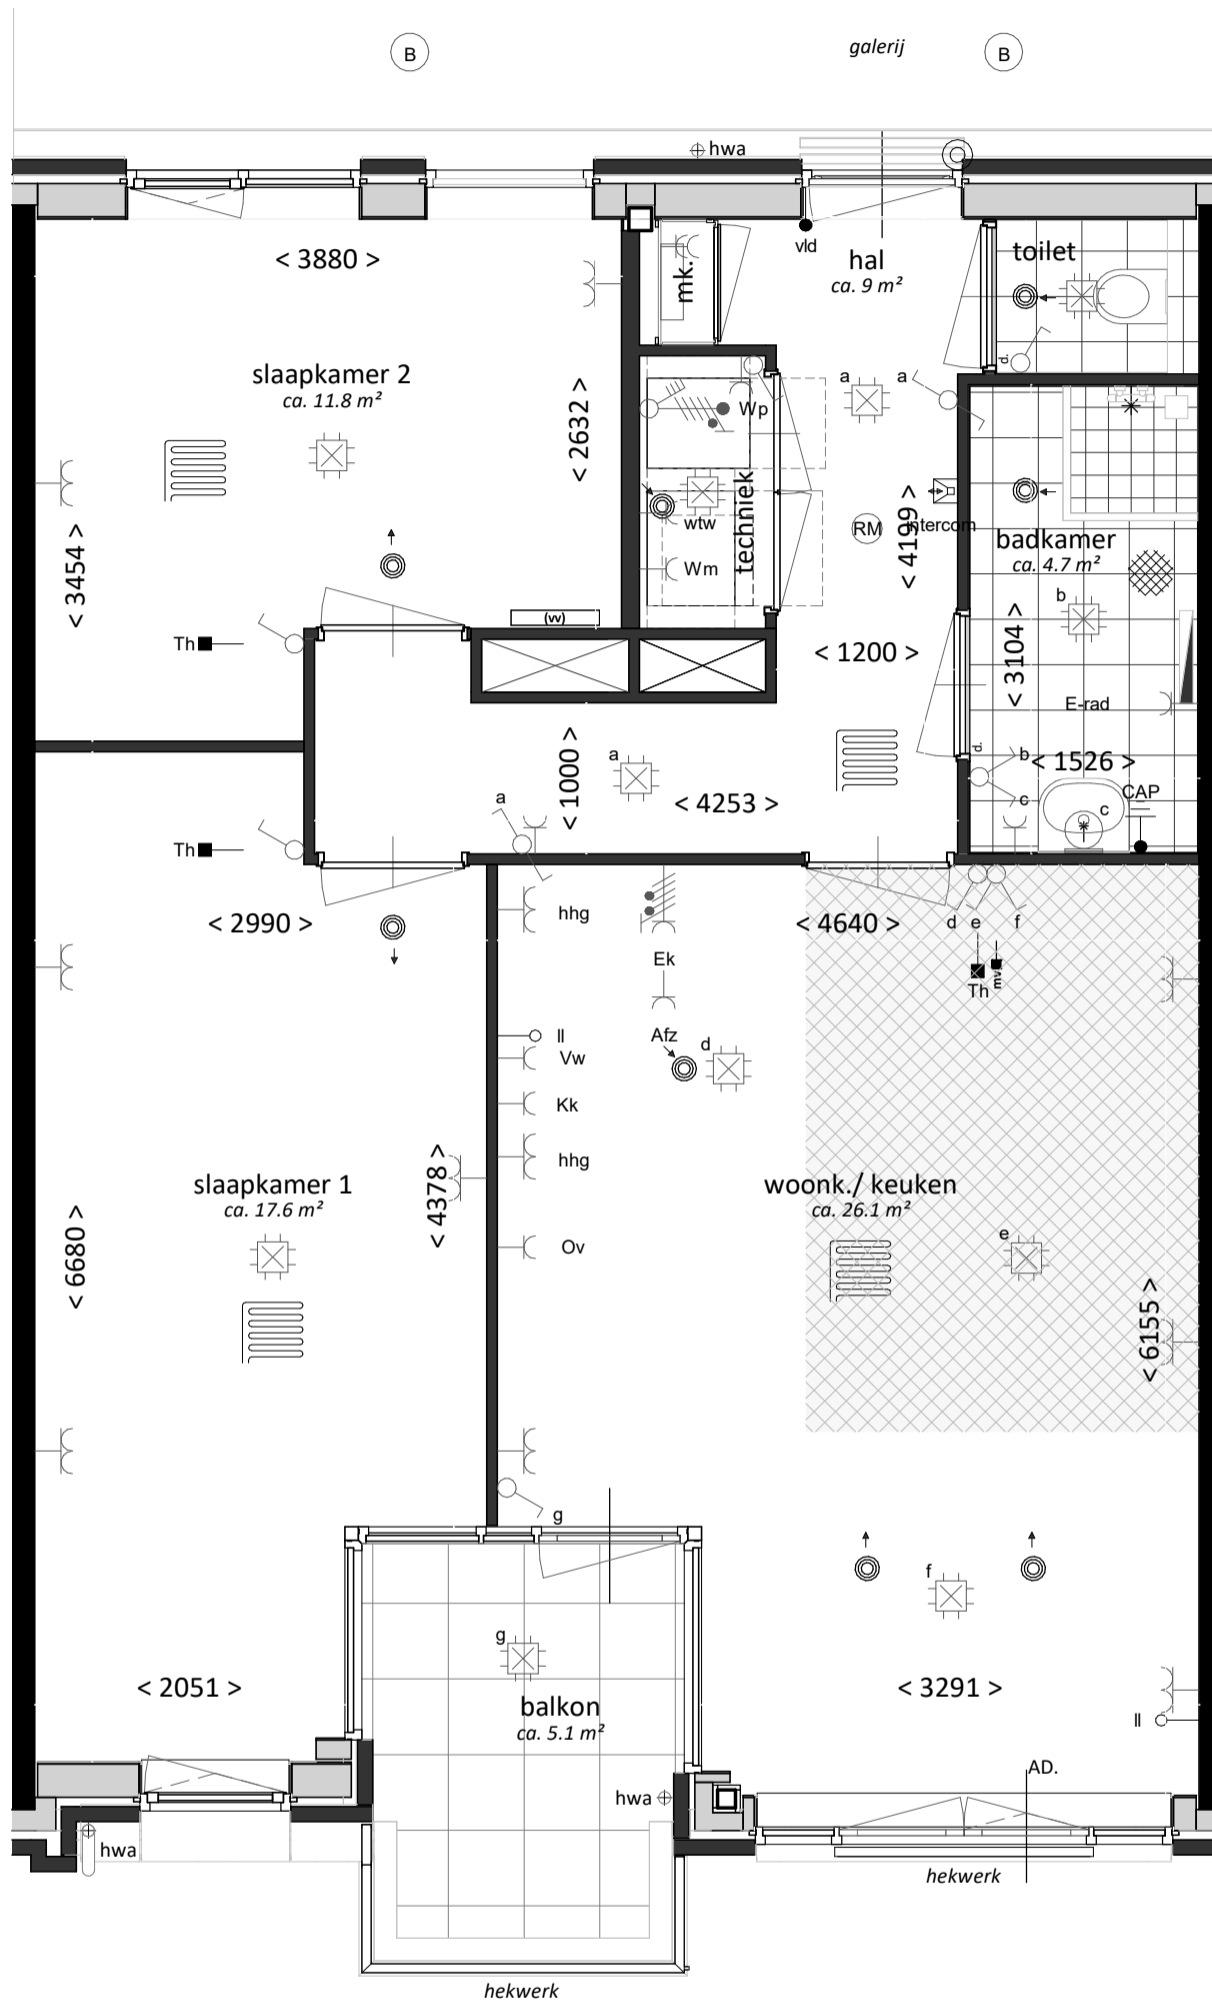 galerij
B
B
hwa
vld
< 3880 >
hal
ca. 9 m²
toilet
mk.
d.
slaapkamer 2
ca. 11.8 m²
< 2632 >
a
a
Wp
techniek
wtw
Wm
RM
< 4199 >
intercom
badkamer
ca. 4.7 m²
b
< 3454 >
(vv)
Th
< 1200 >
< 3104 >
E-rad
d.
b
< 1526 >
c
c
CAP
a
< 1000 >
< 4253 >
a
Th
< 2990 >
hhg
< 4640 >
d
e
f
Ek
Th
mv
Afz
d
ll
Vw
Kk
hhg
< 4378 >
slaapkamer 1
ca. 17.6 m²
woonk./ keuken
ca. 26.1 m²
e
Ov
< 6680 >
< 6155 >
g
f
g
< 2051 >
balkon
ca. 5.1 m²
< 3291 >
ll
AD.
hwa
hwa
hekwerk
hekwerk